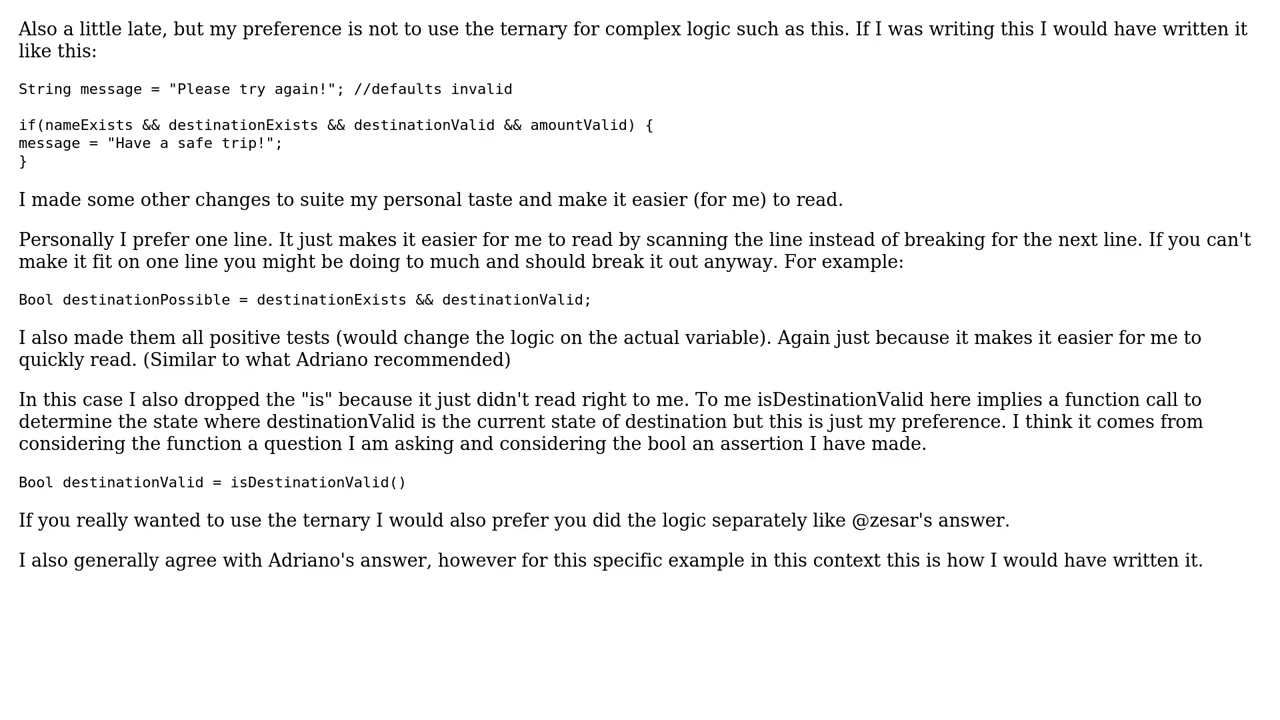 Also a little late, but my preference is not to use the ternary for complex logic such as this. If I was writing this I would have written it
like this:
String message = "Please try again!"; //defaults invalid
if(nameExists && destinationExists && destinationValid && amountValid) {
message = "Have a safe trip!";
}
I made some other changes to suite my personal taste and make it easier (for me) to read.
Personally I prefer one line. It just makes it easier for me to read by scanning the line instead of breaking for the next line. If you can't
make it fit on one line you might be doing to much and should break it out anyway. For example:
Bool destinationPossible = destinationExists && destinationValid;
I also made them all positive tests (would change the logic on the actual variable). Again just because it makes it easier for me to
quickly read. (Similar to what Adriano recommended)
In this case I also dropped the "is" because it just didn't read right to me. To me isDestinationValid here implies a function call to
determine the state where destinationValid is the current state of destination but this is just my preference. I think it comes from
considering the function a question I am asking and considering the bool an assertion I have made.
Bool destinationValid = isDestinationValid()
If you really wanted to use the ternary I would also prefer you did the logic separately like @zesar's answer.
I also generally agree with Adriano's answer, however for this specific example in this context this is how I would have written it.